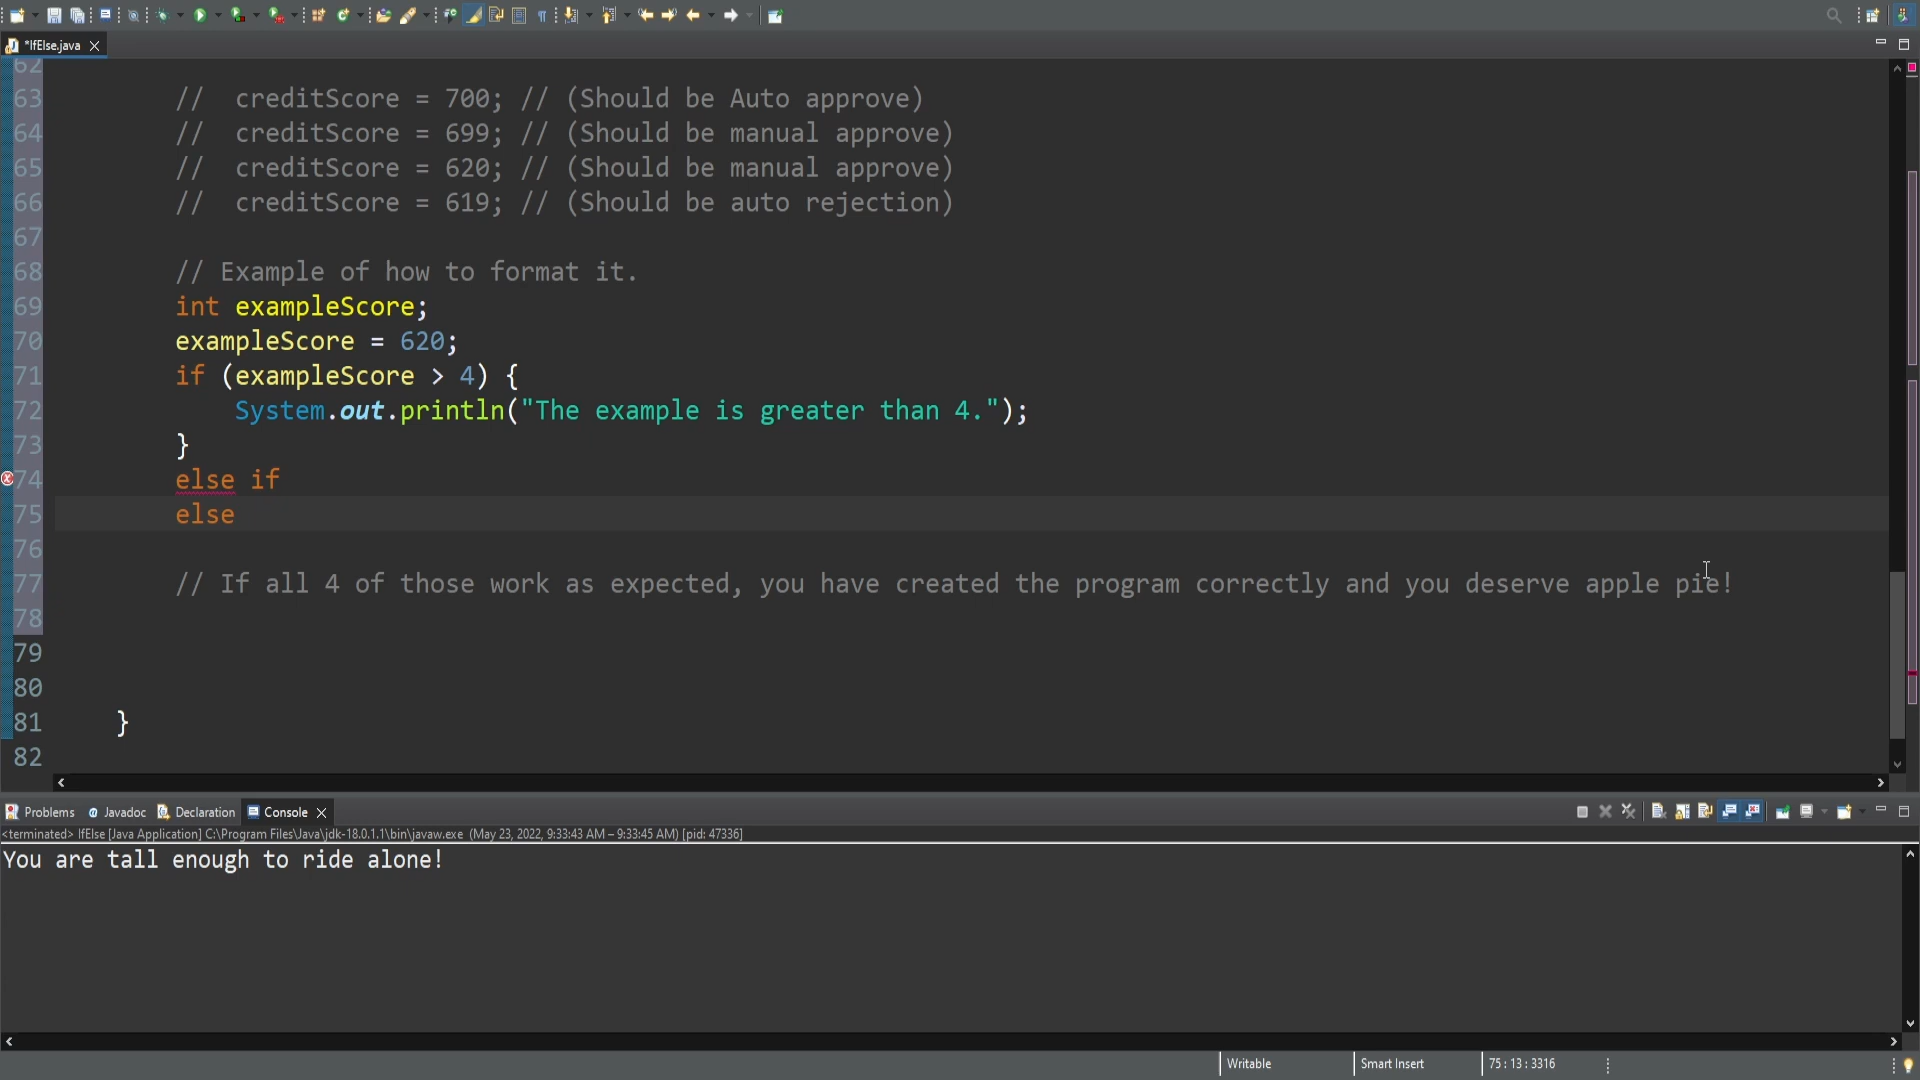 *IfElse.java
62
63 // creditScore = 700; // (Should be Auto approve)
64 // creditScore = 699; // (Should be manual approve)
65 // creditScore = 620; // (Should be manual approve)
66 // creditScore = 619; // (Should be auto rejection)
67
68 // Example of how to format it.
69 int exampleScore;
70 exampleScore = 620;
71 if (exampleScore > 4) {
72 System.out.println("The example is greater than 4.");
73 }
74 else if
75 else
76
77 // If all 4 of those work as expected, you have created the program correctly and you deserve apple pie!
78
79
80
81 }
82
Problems Javadoc Declaration Console
<terminated> IfElse [Java Application] C:\Program Files\Java\jdk-18.0.1.1\bin\javaw.exe (May 23, 2022, 9:33:43 AM – 9:33:45 AM) [pid: 47336]
You are tall enough to ride alone!
Writable Smart Insert 75 : 13 : 3316